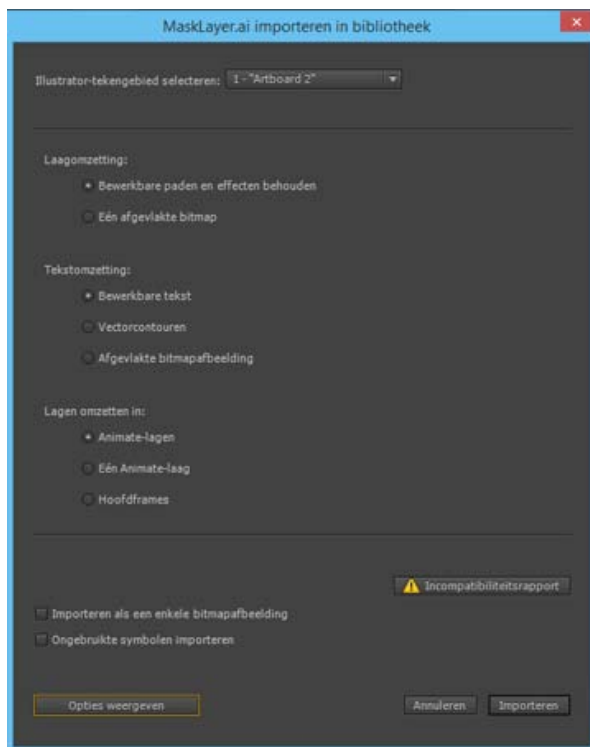 MaskLayer.ai importeren in bibliotheek
Illustrator-tekengebied selecteren: 1 - "Artboard 2"
Laagomzetting:
Bewerkbare paden en effecten behouden
Eén afgevlakte bitmap
Tekstomzetting:
Bewerkbare tekst
Vectorcontouren
Afgevlakte bitmapafbeelding
Lagen omzetten in:
Animate-lagen
Eén Animate-laag
Hoofdframes
Incompatibiliteitsrapport
Importeren als een enkele bitmapafbeelding
Ongebruikte symbolen importeren
Opties weergeven Annuleren Importeren